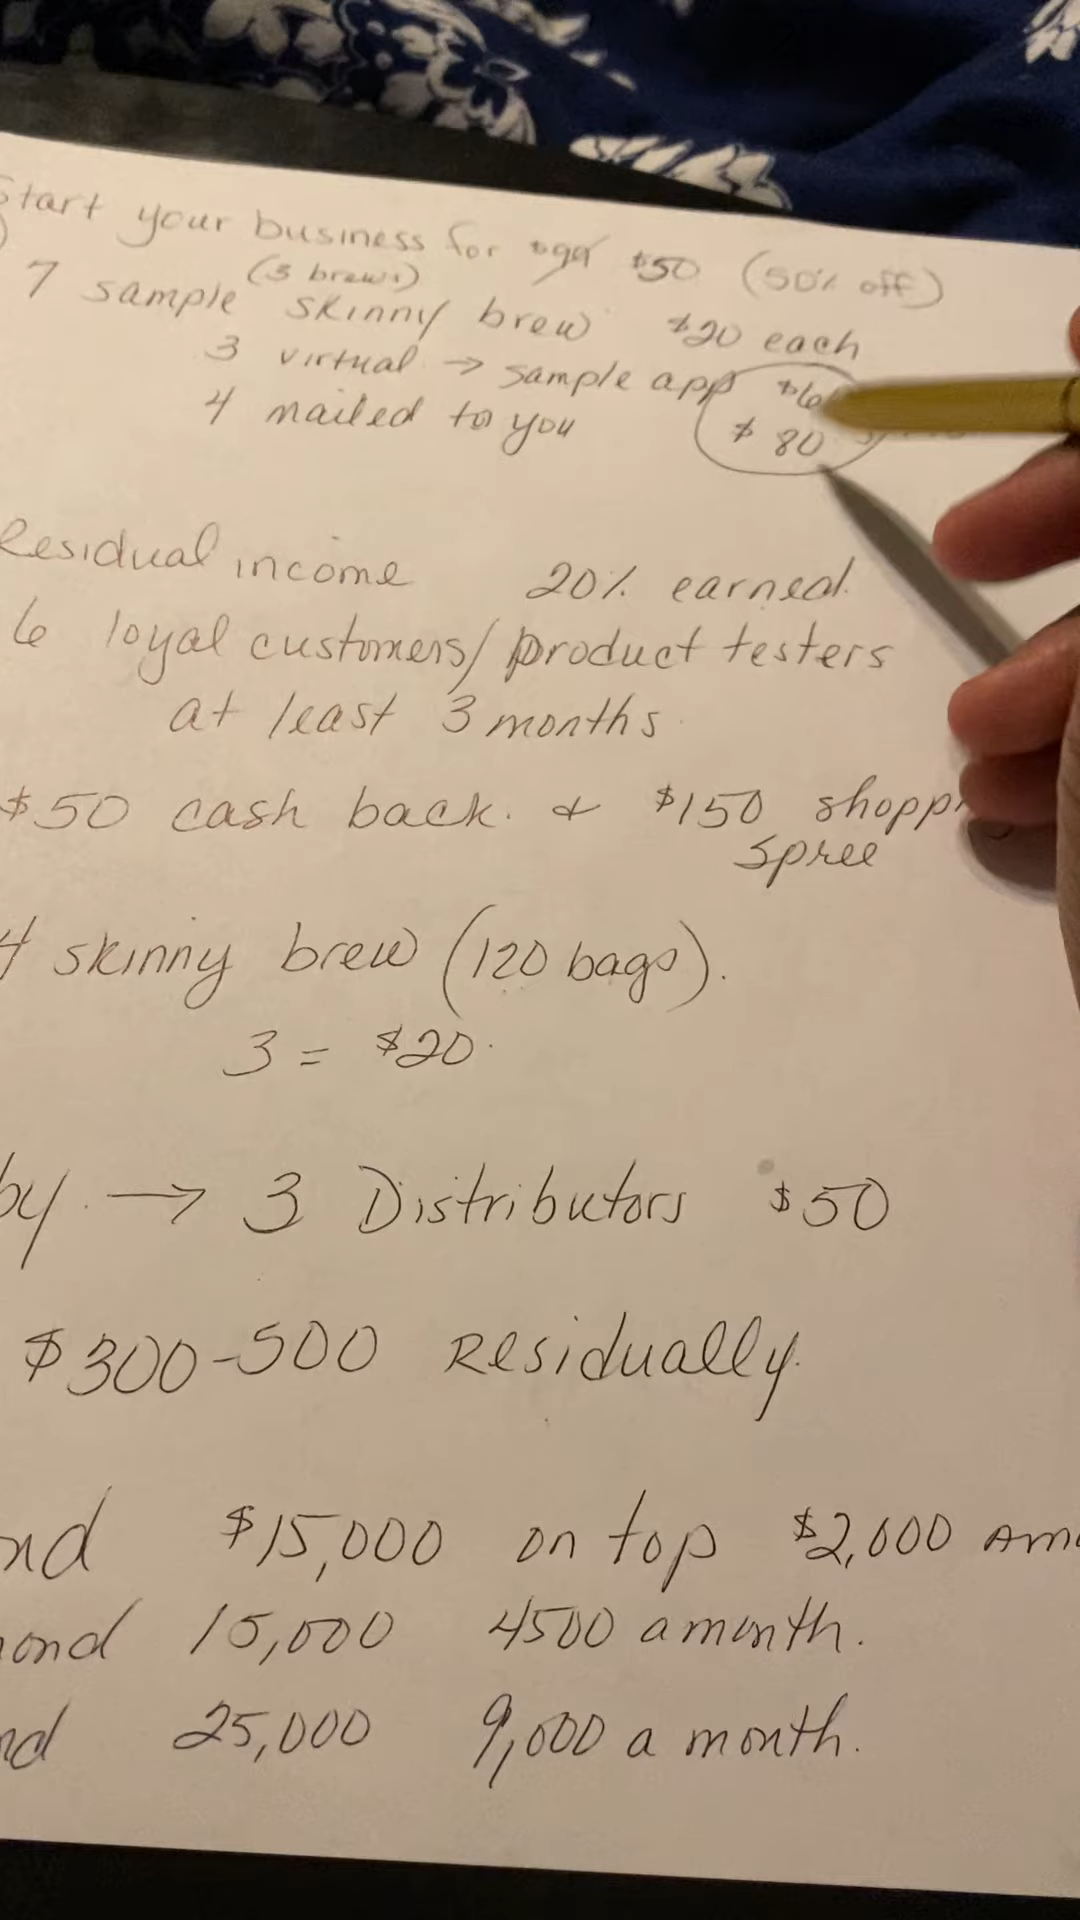 Start your business for $99 $50 (50% off)
(3 brews)
7 sample skinny brew $20 each
3 virtual → sample app
4 mailed to you $80
Residual income 20% earned.
6 loyal customers/product testers
at least 3 months
$50 cash back. & $150
spree
4 skinny brew (120 bags).
3 = $20.
→ 3 Distributors $50
$300-500 Residually.
$15,000 on top $2,000
15,000 4500 a month.
25,000 9,000 a month.